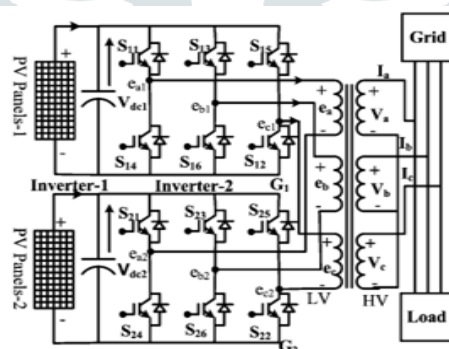 S11 S13 S15
PV Panels-1
+
-
Vdc1
ea1
eb1
ec1
S14 S16 S12
Inverter-1 Inverter-2 G1
PV Panels-2
+
-
Vdc2
S21 S23 S25
ea2
eb2
ec2
S24 S26 S22
+ ea -
+ eb -
+ ec -
LV HV
+ Va -
+ Vb -
+ Vc -
Ia
Ib
Ic
Grid
Load